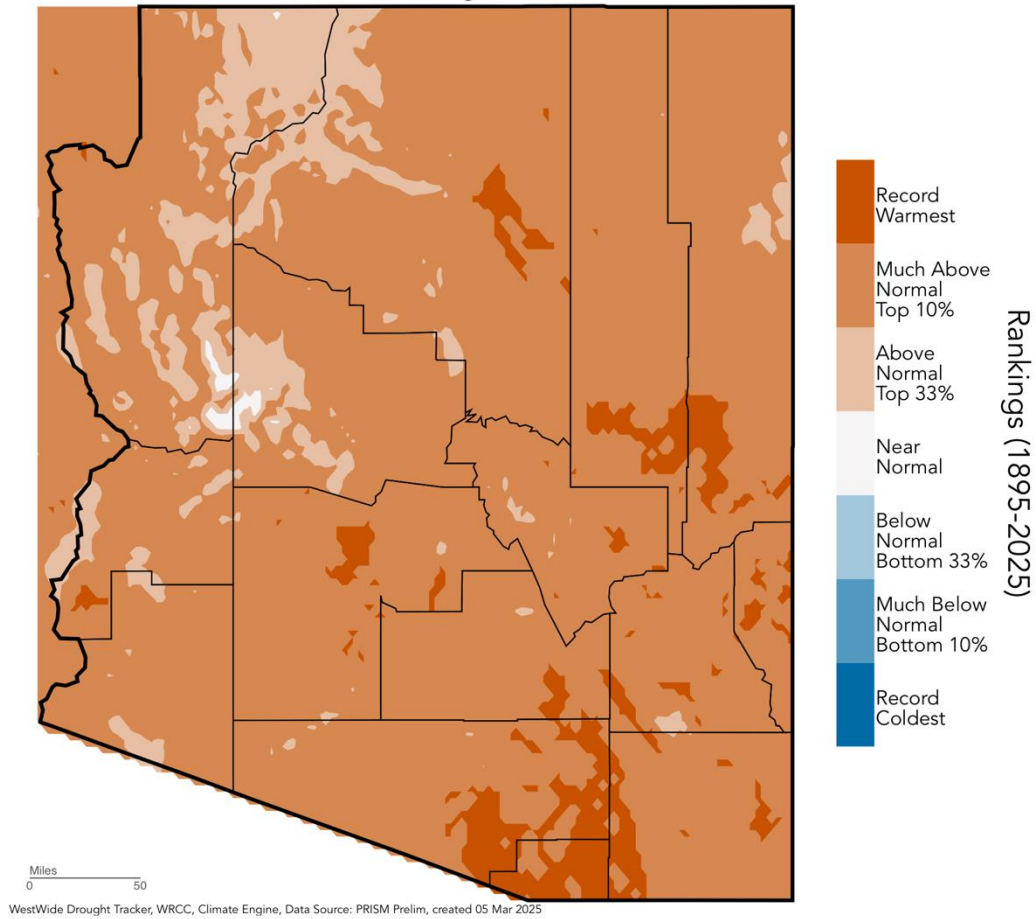 Record
Warmest
Much Above
Normal
Top 10%
Above
Normal
Top 33%
Near
Normal
Below
Normal
Bottom 33%
Much Below
Normal
Bottom 10%
Record
Coldest
Rankings (1895-2025)
Miles
0 50
WestWide Drought Tracker, WRCC, Climate Engine, Data Source: PRISM Prelim, created 05 Mar 2025